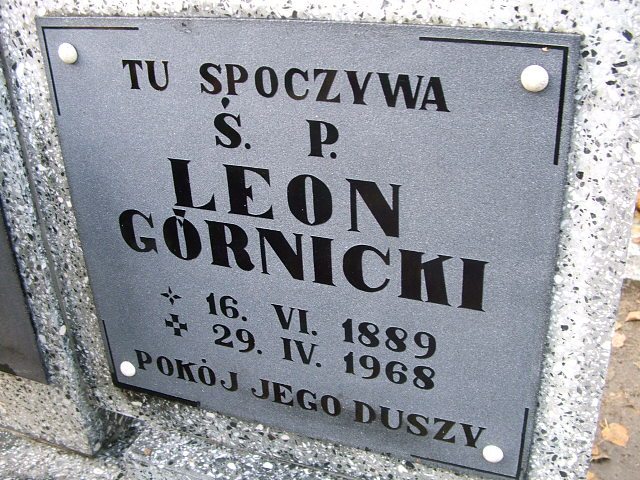 TU SPOCZYWA
Ś. P.
LEON
GÓRNICKI
16. VI. 1889
29. IV. 1968
POKÓJ JEGO DUSZY